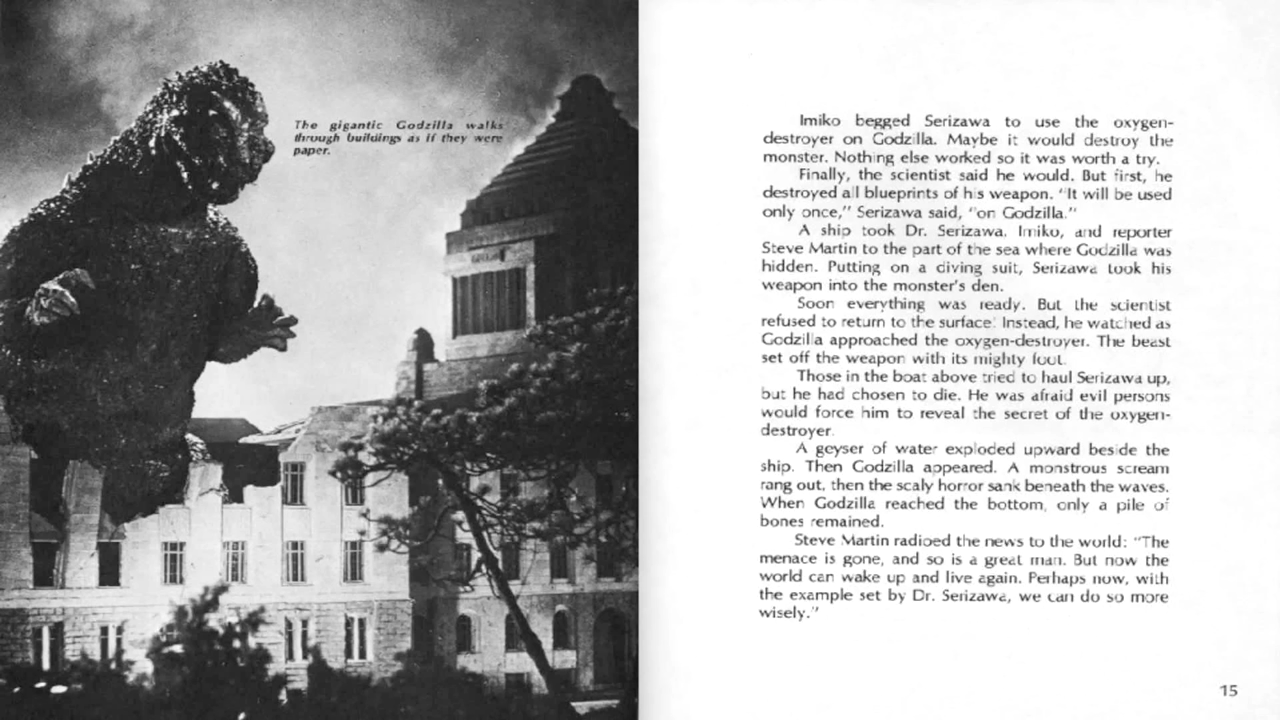 The gigantic Godzilla walks
through buildings as if they were
paper.
Imiko begged Serizawa to use the oxygen-
destroyer on Godzilla. Maybe it would destroy the
monster. Nothing else worked so it was worth a try.
Finally, the scientist said he would. But first, he
destroyed all blueprints of his weapon. "It will be used
only once," Serizawa said, "on Godzilla."
A ship took Dr. Serizawa, Imiko, and reporter
Steve Martin to the part of the sea where Godzilla was
hidden. Putting on a diving suit, Serizawa took his
weapon into the monster's den.
Soon everything was ready. But the scientist
refused to return to the surface. Instead, he watched as
Godzilla approached the oxygen-destroyer. The beast
set off the weapon with its mighty foot.
Those in the boat above tried to haul Serizawa up,
but he had chosen to die. He was afraid evil persons
would force him to reveal the secret of the oxygen-
destroyer.
A geyser of water exploded upward beside the
ship. Then Godzilla appeared. A monstrous scream
rang out, then the scaly horror sank beneath the waves.
When Godzilla reached the bottom, only a pile of
bones remained.
Steve Martin radioed the news to the world: "The
menace is gone, and so is a great man. But now the
world can wake up and live again. Perhaps now, with
the example set by Dr. Serizawa, we can do so more
wisely."
15